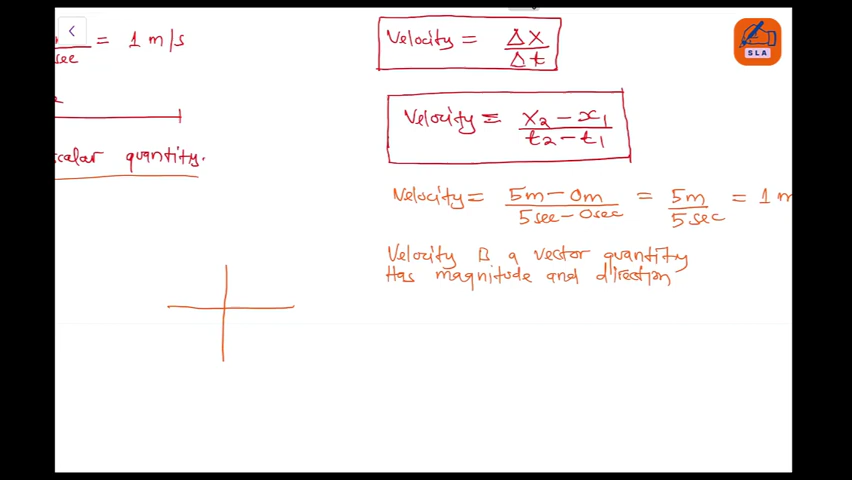 sec = 1 m/s
scalar quantity.
Velocity = Δx
Δt
Velocity = x2 - x1
t2 - t1
Velocity = 5m - 0m = 5m = 1 m
5sec - 0sec 5sec
Velocity is a vector quantity
Has magnitude and direction
SLA